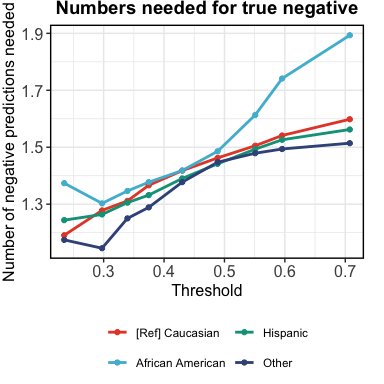 Numbers needed for true negative
Number of negative predictions needed
1.9
1.7
1.5
1.3
0.3 0.4 0.5 0.6 0.7
Threshold
[Ref] Caucasian Hispanic
African American Other